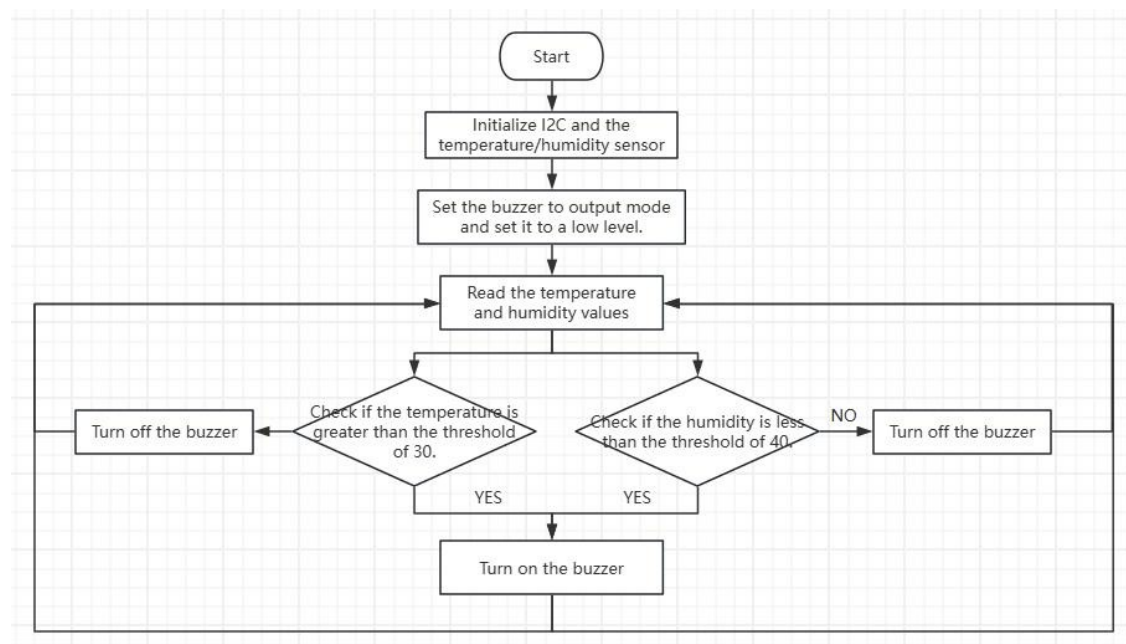 Start
Initialize I2C and the
temperature/humidity sensor
Set the buzzer to output mode
and set it to a low level.
Read the temperature
and humidity values
Turn off the buzzer
Check if the temperature is
greater than the threshold
of 30.
Check if the humidity is less
than the threshold of 40.
NO
Turn off the buzzer
YES
YES
Turn on the buzzer